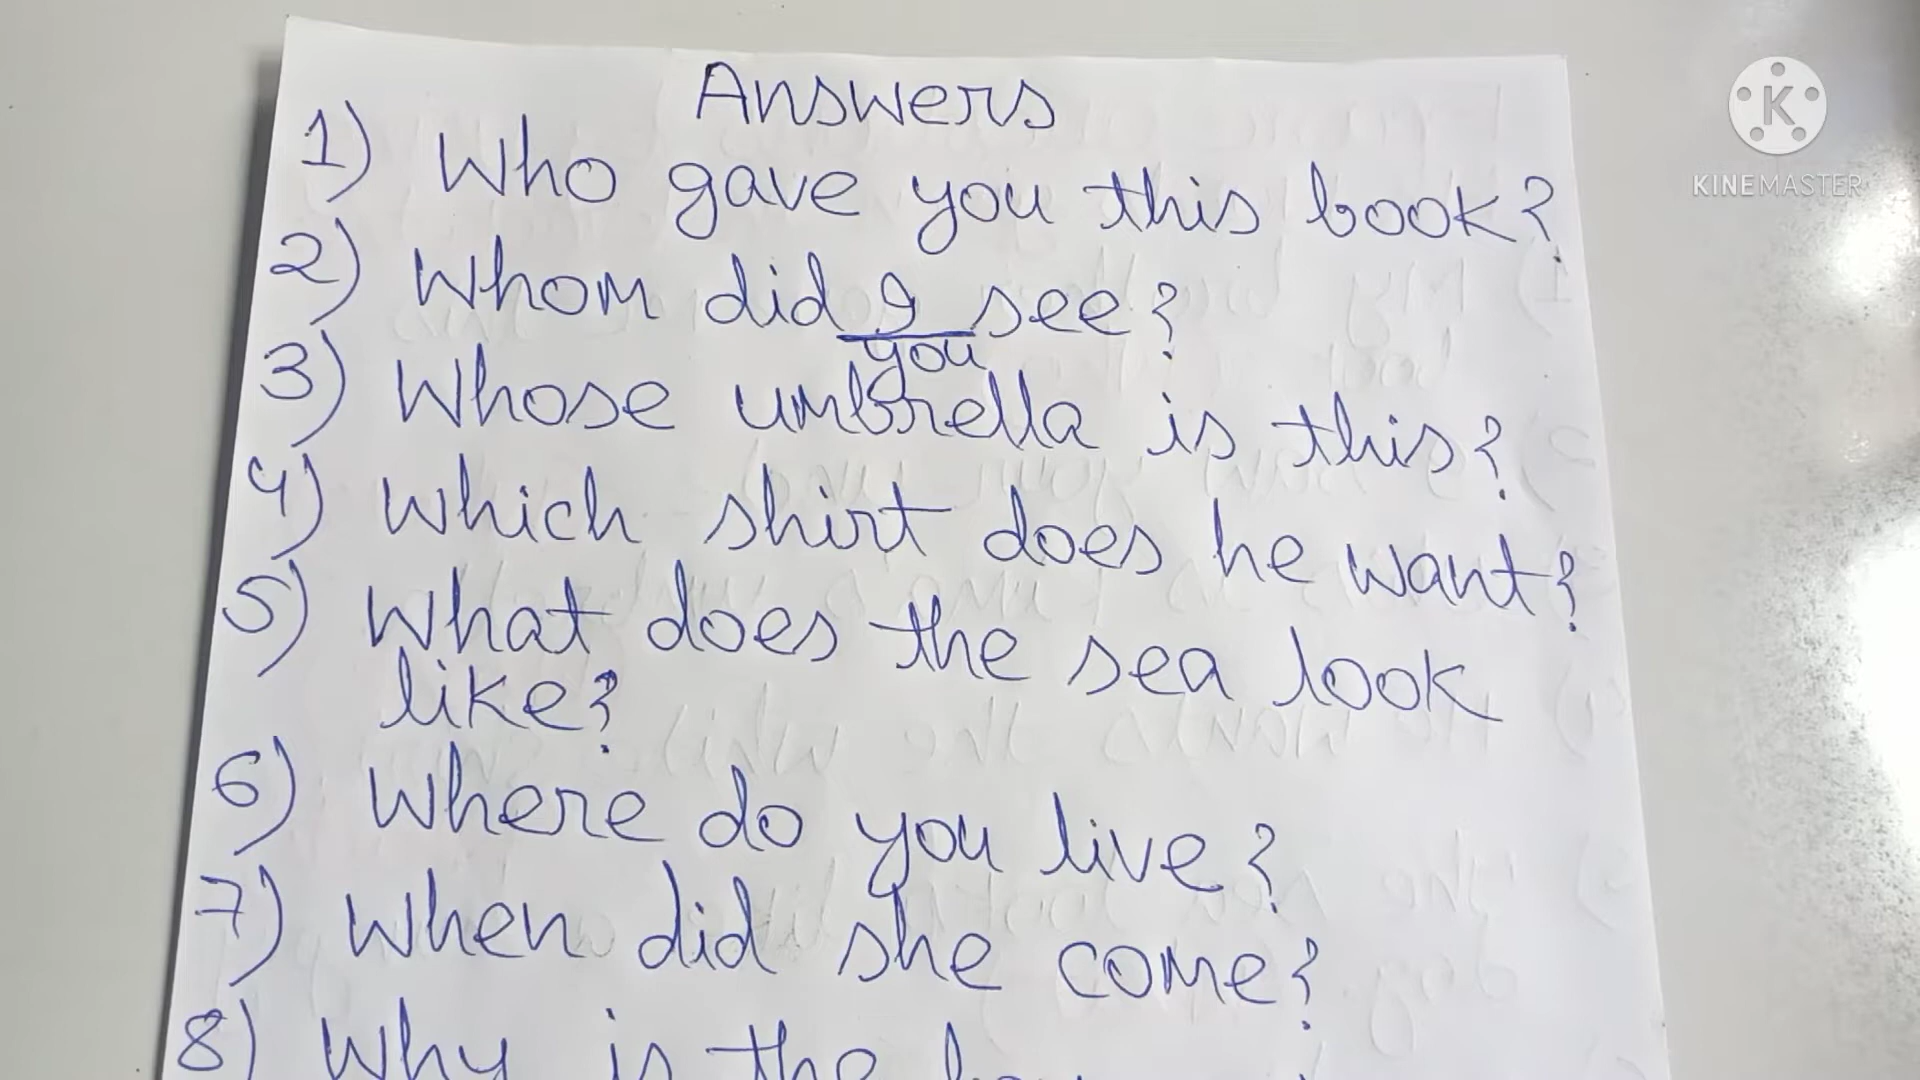 Answers
1) Who gave you this book?
2) Whom did I see?
you
3) Whose umbrella is this?
4) Which shirt does he want?
5) What does the sea look
like?
6) Where do you live?
7) When did she come?
8) Why is the
K
KINEMASTER